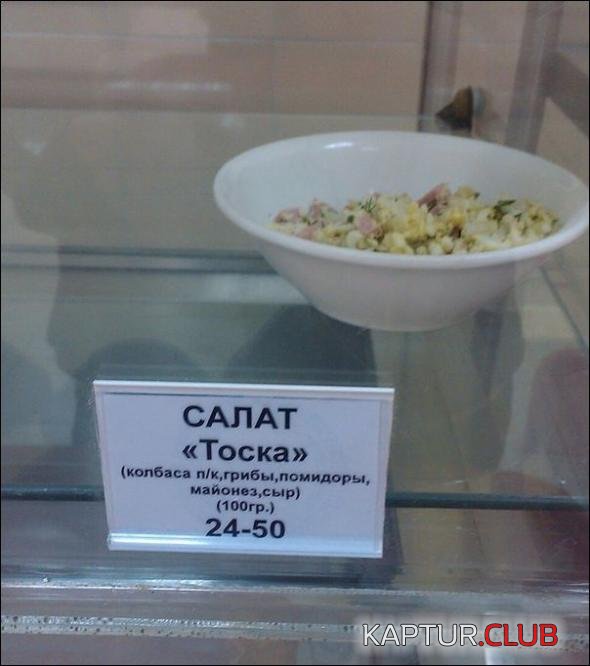 САЛАТ
«Тоска»
(колбаса п/к,грибы,помидоры,
майонез,сыр)
(100гр.)
24-50
KAPTUR.CLUB